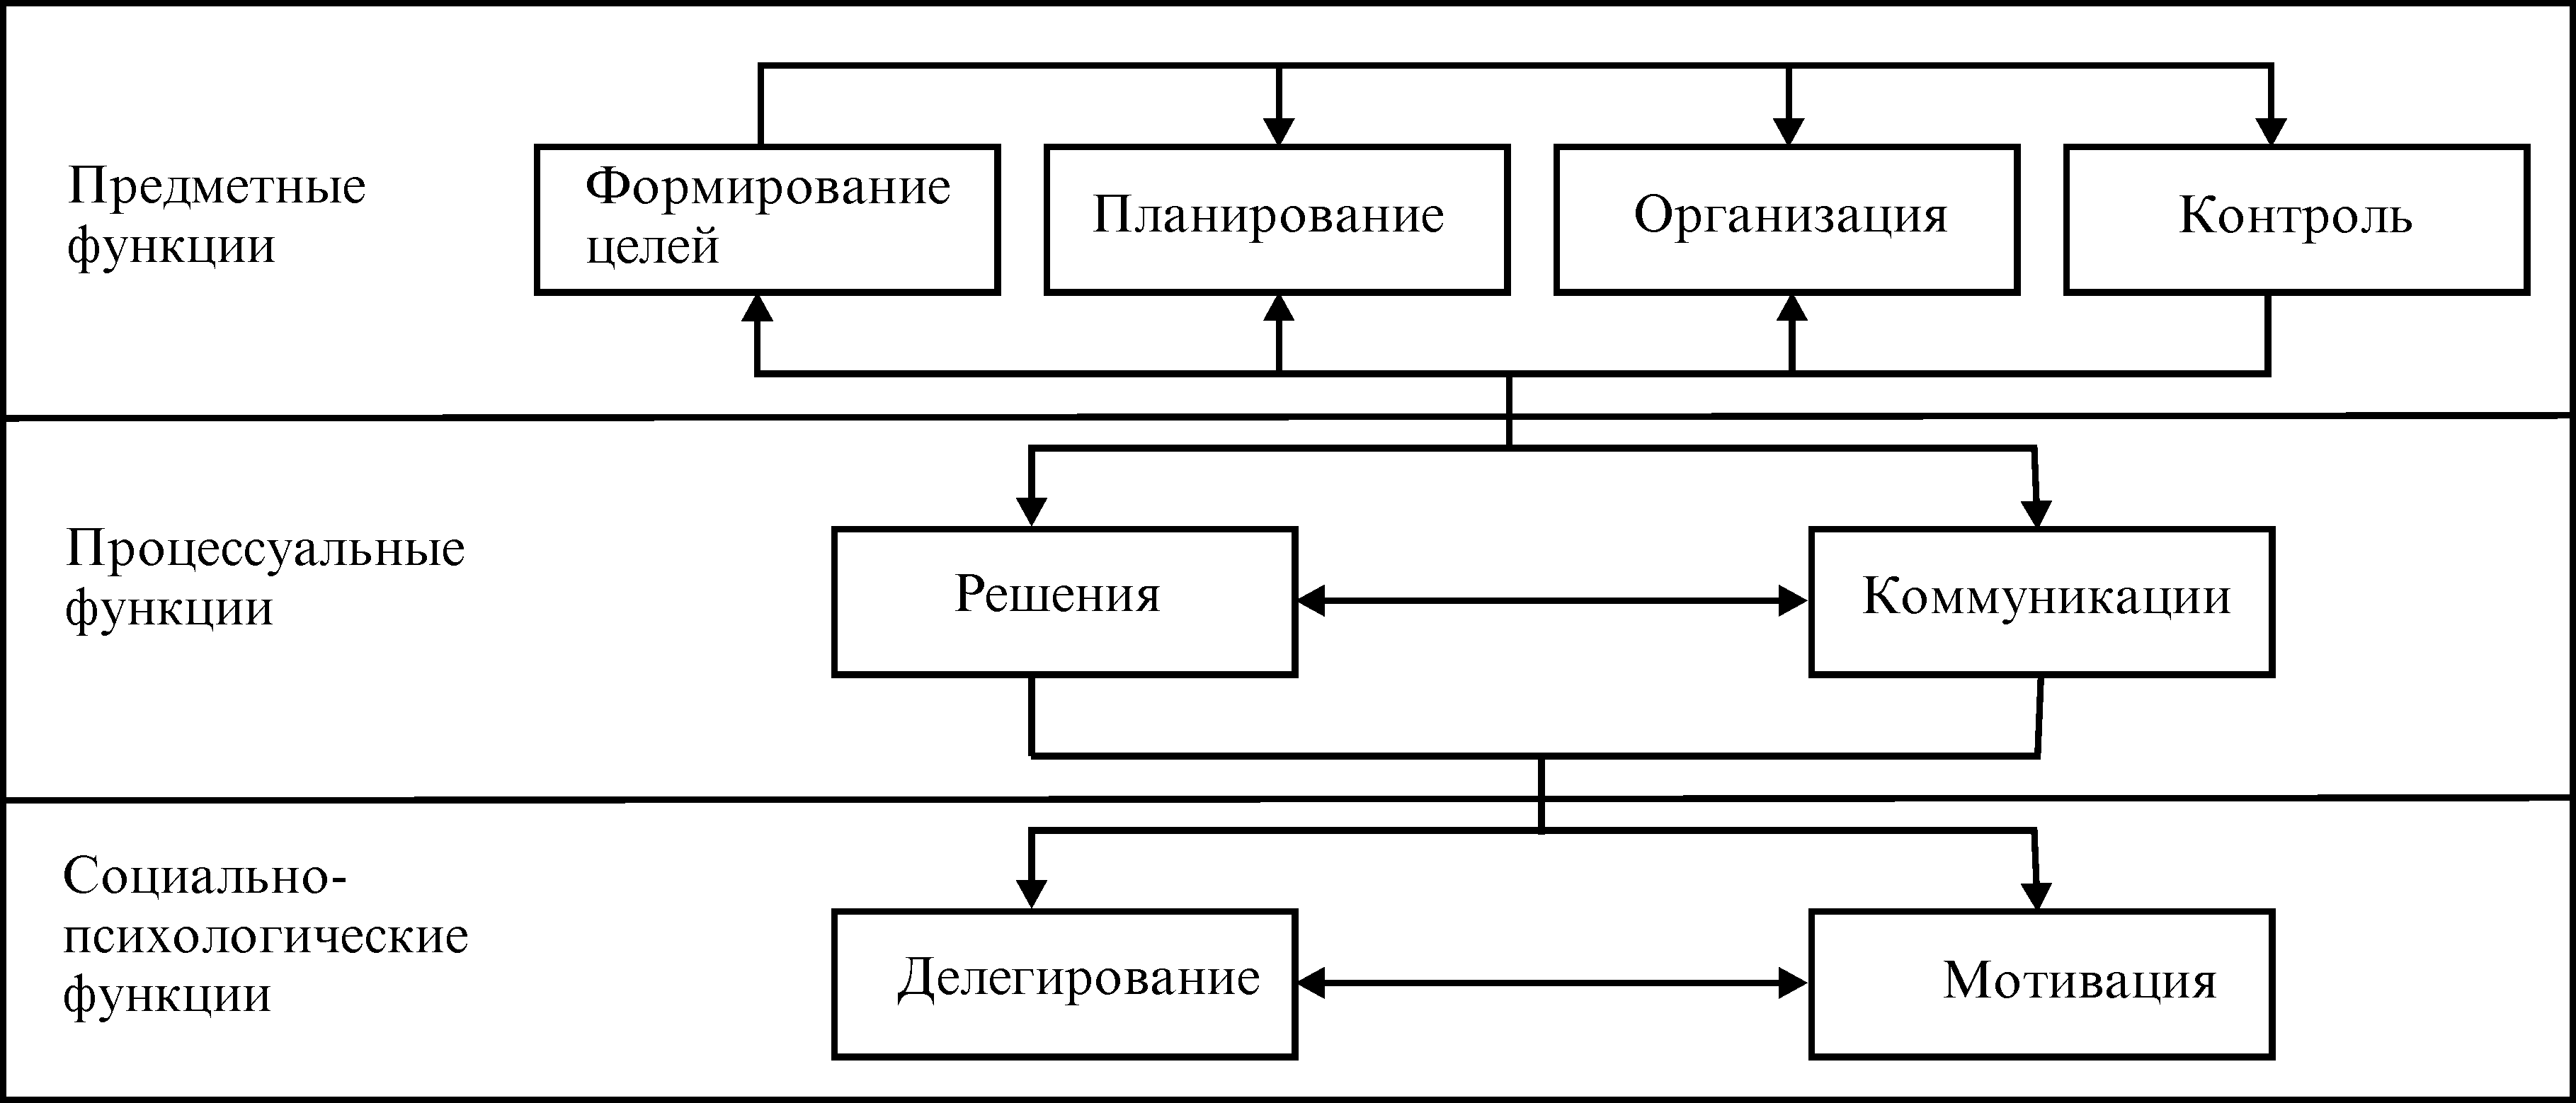 Предметные
функции
Формирование
целей
Планирование
Организация
Контроль
Процессуальные
функции
Решения
Коммуникации
Социально-
психологические
функции
Делегирование
Мотивация